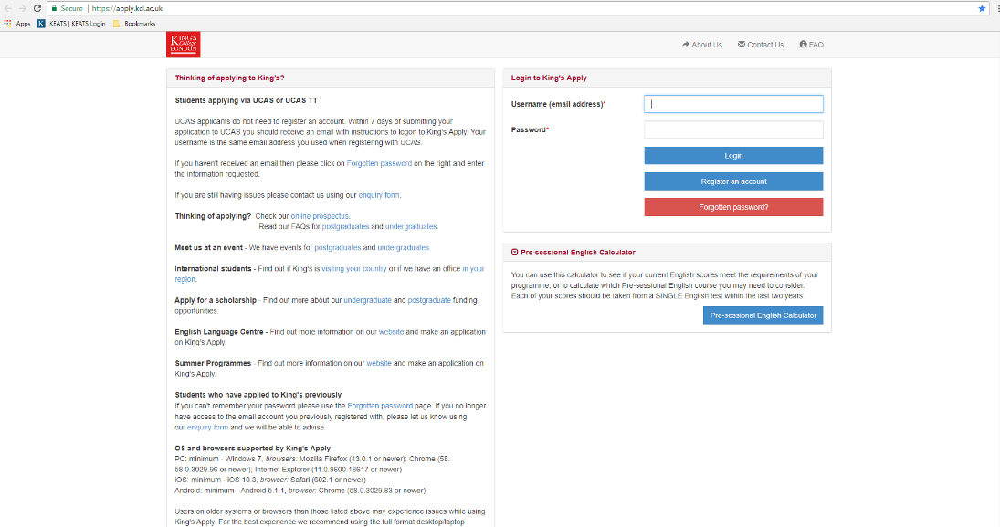 Secure | https://apply.kcl.ac.uk
Apps KEATS | KEATS Login Bookmarks
KING'S
College
LONDON
About Us Contact Us FAQ
Thinking of applying to King's?
Students applying via UCAS or UCAS TT
UCAS applicants do not need to register an account. Within 7 days of submitting your
application to UCAS you should receive an email with instructions to logon to King's Apply. Your
username is the same email address you used when registering with UCAS.
If you haven't received an email then please click on Forgotten password on the right and enter
the information requested.
If you are still having issues please contact us using our enquiry form.
Thinking of applying? Check our online prospectus.
Read our FAQs for postgraduates and undergraduates.
Meet us at an event - We have events for postgraduates and undergraduates.
International students - Find out if King's is visiting your country or if we have an office in your
region.
Apply for a scholarship - Find out more about our undergraduate and postgraduate funding
opportunities.
English Language Centre - Find out more information on our website and make an application
on King's Apply.
Summer Programmes - Find out more information on our website and make an application on
King's Apply.
Students who have applied to King's previously
If you can't remember your password please use the Forgotten password page. If you no longer
have access to the email account you previously registered with, please let us know using
our enquiry form and we will be able to advise.
OS and browsers supported by King's Apply
PC: minimum - Windows 7, browsers: Mozilla Firefox (43.0.1 or newer); Chrome (58.
58.0.3029.96 or newer); Internet Explorer (11.0.9600.18617 or newer)
iOS: minimum - iOS 10.3, browser: Safari (602.1 or newer)
Android: minimum - Android 5.1.1, browser: Chrome (58.0.3029.83 or newer)
Users on older systems or browsers than those listed above may experience issues while using
King's Apply. For the best experience we recommend using the full format desktop/laptop
Login to King's Apply
Username (email address)*
Password*
Login
Register an account
Forgotten password?
Pre-sessional English Calculator
You can use this calculator to see if your current English scores meet the requirements of your
programme, or to calculate which Pre-sessional English course you may need to consider.
Each of your scores should be taken from a SINGLE English test within the last two years
Pre-sessional English Calculator